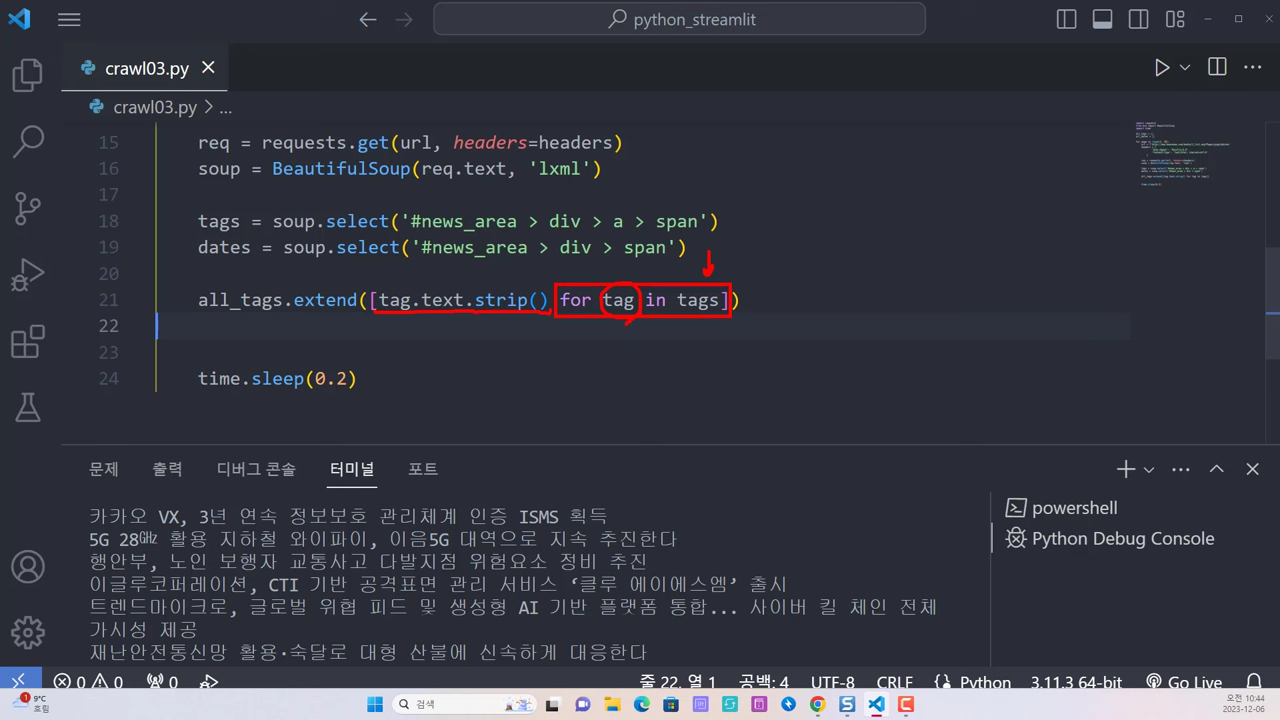 python_streamlit
crawl03.py
crawl03.py > ...
15 req = requests.get(url, headers=headers)
16 soup = BeautifulSoup(req.text, 'lxml')
17
18 tags = soup.select('#news_area > div > a > span')
19 dates = soup.select('#news_area > div > span')
20
21 all_tags.extend([tag.text.strip() for tag in tags])
22
23
24 time.sleep(0.2)
문제 출력 디버그 콘솔 터미널 포트
카카오 VX, 3년 연속 정보보호 관리체계 인증 ISMS 획득
5G 28㎓ 활용 지하철 와이파이, 이음5G 대역으로 지속 추진한다
행안부, 노인 보행자 교통사고 다발지점 위험요소 정비 추진
이글루코퍼레이션, CTI 기반 공격표면 관리 서비스 ‘클루 에이에스엠’ 출시
트렌드마이크로, 글로벌 위협 피드 및 생성형 AI 기반 플랫폼 통합... 사이버 킬 체인 전체
가시성 제공
재난안전통신망 활용·숙달로 대형 산불에 신속하게 대응한다
powershell
Python Debug Console
0 0 0 줄 22, 열 1 공백: 4 UTF-8 CRLF Python 3.11.3 64-bit Go Live
1
9℃
흐림
검색
오전 10:44
2023-12-06